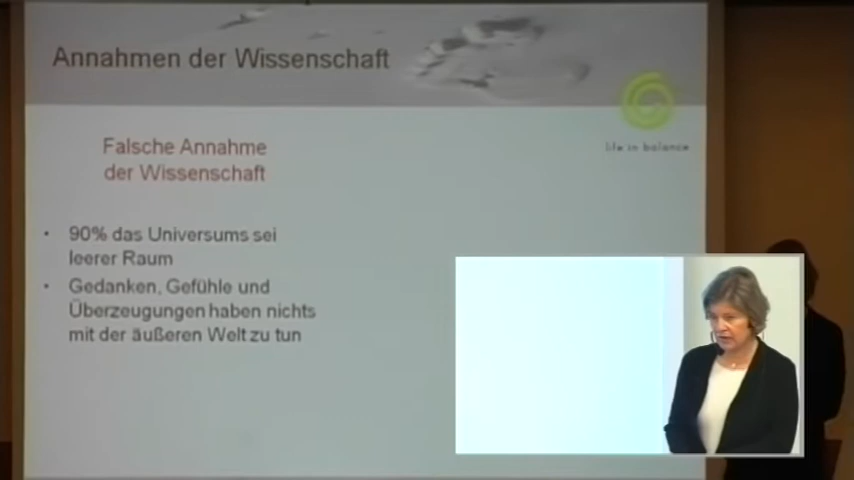 Annahmen der Wissenschaft
life in balance
Falsche Annahme
der Wissenschaft
• 90% das Universums sei
leerer Raum
• Gedanken, Gefühle und
Überzeugungen haben nichts
mit der äußeren Welt zu tun